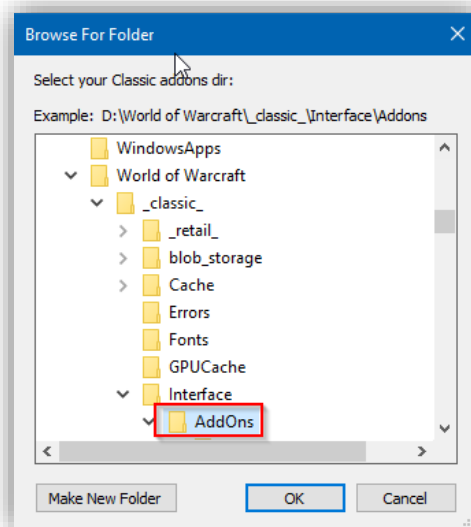 Browse For Folder
Select your Classic addons dir:
Example: D:\World of Warcraft\_classic_\Interface\Addons
WindowsApps
World of Warcraft
_classic_
_retail_
blob_storage
Cache
Errors
Fonts
GPUCache
Interface
AddOns
Make New Folder
OK
Cancel